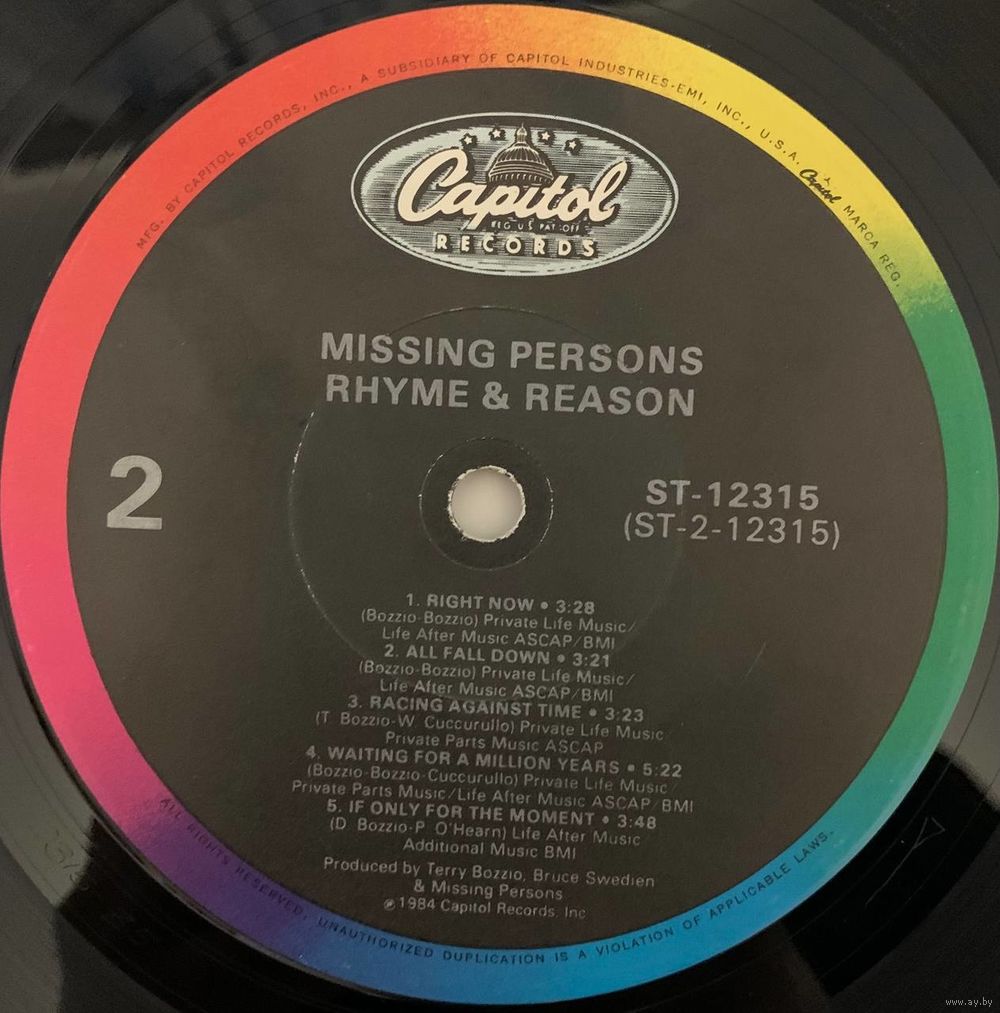 MFG. BY CAPITOL RECORDS, INC., A SUBSIDIARY OF CAPITOL INDUSTRIES-EMI, INC., U.S.A. Capitol MARCA REG.
Capitol
REG. U.S. PAT. OFF.
RECORDS
MISSING PERSONS
RHYME & REASON
2
ST-12315
(ST-2-12315)
1. RIGHT NOW • 3:28
(Bozzio-Bozzio) Private Life Music/
Life After Music ASCAP/BMI
2. ALL FALL DOWN • 3:21
(Bozzio-Bozzio) Private Life Music/
Life After Music ASCAP/BMI
3. RACING AGAINST TIME • 3:23
(T. Bozzio-W. Cuccurullo) Private Life Music/
Private Parts Music ASCAP
4. WAITING FOR A MILLION YEARS • 5:22
(Bozzio-Bozzio-Cuccurullo) Private Life Music/
Private Parts Music/Life After Music ASCAP/BMI
5. IF ONLY FOR THE MOMENT • 3:48
(D. Bozzio-P. O'Hearn) Life After Music
Additional Music BMI
Produced by Terry Bozzio, Bruce Swedien
& Missing Persons
℗1984 Capitol Records, Inc.
ALL RIGHTS RESERVED. UNAUTHORIZED DUPLICATION IS A VIOLATION OF APPLICABLE LAWS.
www.ay.by